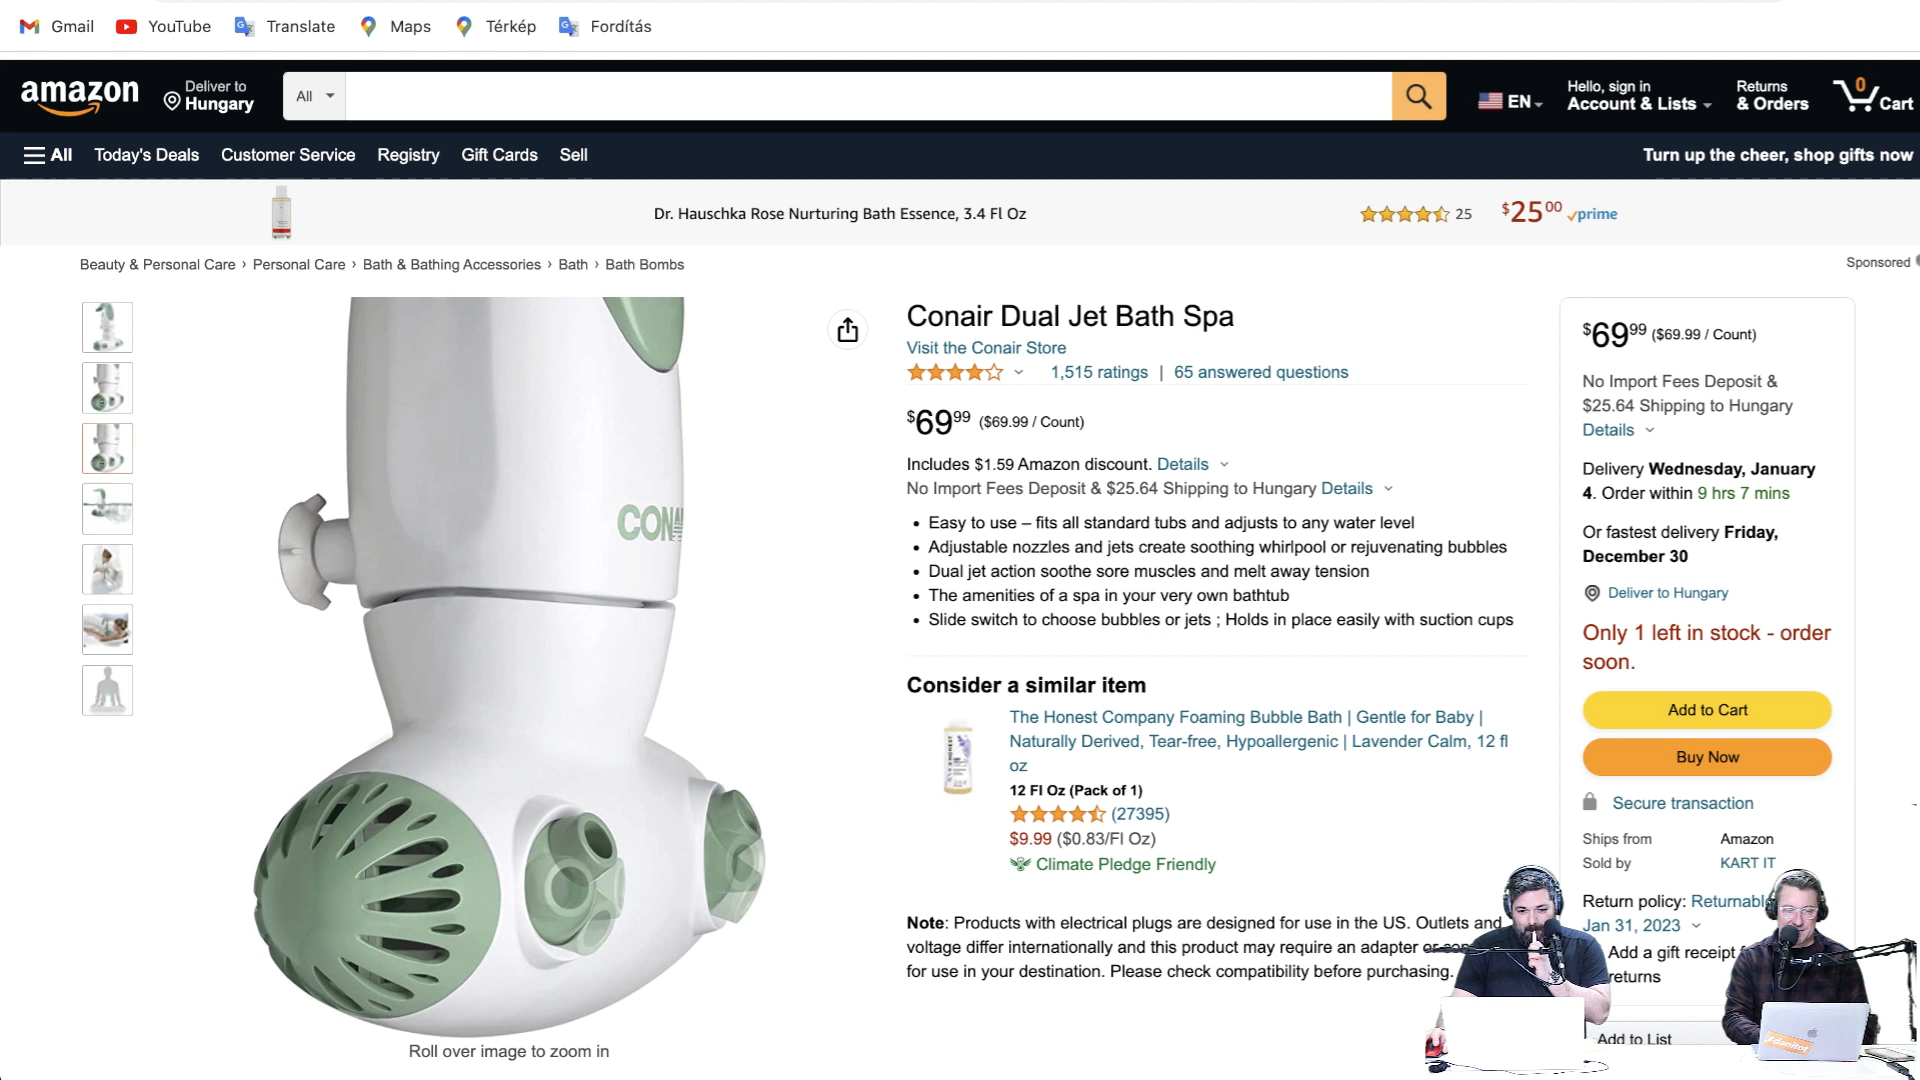 Gmail
YouTube
Translate
Maps
Térkép
Fordítás
amazon
Deliver to
Hungary
All
EN
Hello, sign in
Account & Lists
Returns
& Orders
0
Cart
All
Today's Deals
Customer Service
Registry
Gift Cards
Sell
Turn up the cheer, shop gifts now
Dr. Hauschka Rose Nurturing Bath Essence, 3.4 Fl Oz
25
$2500 prime
Beauty & Personal Care › Personal Care › Bath & Bathing Accessories › Bath › Bath Bombs
Sponsored
CONA
Roll over image to zoom in
Conair Dual Jet Bath Spa
Visit the Conair Store
1,515 ratings | 65 answered questions
$6999 ($69.99 / Count)
Includes $1.59 Amazon discount. Details
No Import Fees Deposit & $25.64 Shipping to Hungary Details
• Easy to use – fits all standard tubs and adjusts to any water level
• Adjustable nozzles and jets create soothing whirlpool or rejuvenating bubbles
• Dual jet action soothe sore muscles and melt away tension
• The amenities of a spa in your very own bathtub
• Slide switch to choose bubbles or jets ; Holds in place easily with suction cups
Consider a similar item
HONEST
The Honest Company Foaming Bubble Bath | Gentle for Baby |
Naturally Derived, Tear-free, Hypoallergenic | Lavender Calm, 12 fl
oz
12 Fl Oz (Pack of 1)
(27395)
$9.99 ($0.83/Fl Oz)
Climate Pledge Friendly
Note: Products with electrical plugs are designed for use in the US. Outlets and
voltage differ internationally and this product may require an adapter or
for use in your destination. Please check compatibility before purchasing.
$6999 ($69.99 / Count)
No Import Fees Deposit &
$25.64 Shipping to Hungary
Details
Delivery Wednesday, January
4. Order within 9 hrs 7 mins
Or fastest delivery Friday,
December 30
Deliver to Hungary
Only 1 left in stock - order
soon.
Add to Cart
Buy Now
Secure transaction
Ships from Amazon
Sold by KART IT
Return policy: Returnabl
Jan 31, 2023
Add a gift receipt
returns
Add to List